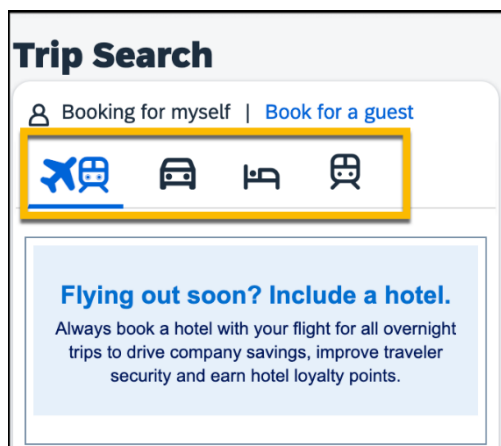 Trip Search
Booking for myself | Book for a guest
Flying out soon? Include a hotel.
Always book a hotel with your flight for all overnight
trips to drive company savings, improve traveler
security and earn hotel loyalty points.